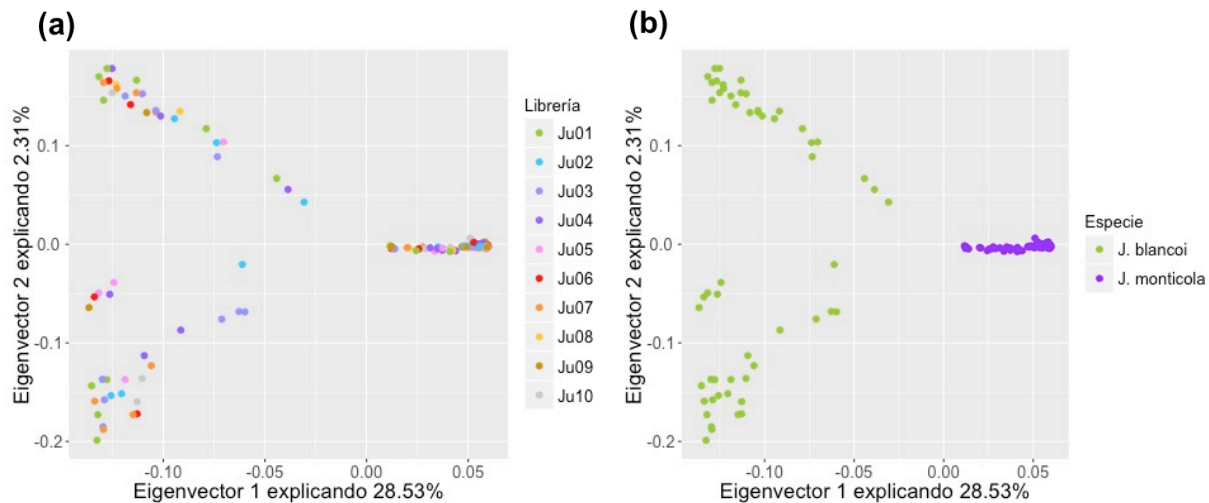 (a)
Eigenvector 2 explicando 2.31%
0.1
0.0
-0.1
-0.2
-0.10
-0.05
0.00
0.05
Eigenvector 1 explicando 28.53%
Librería
Ju01
Ju02
Ju03
Ju04
Ju05
Ju06
Ju07
Ju08
Ju09
Ju10
(b)
Eigenvector 2 explicando 2.31%
0.1
0.0
-0.1
-0.2
-0.10
-0.05
0.00
0.05
Eigenvector 1 explicando 28.53%
Especie
J. blancoi
J. monticola